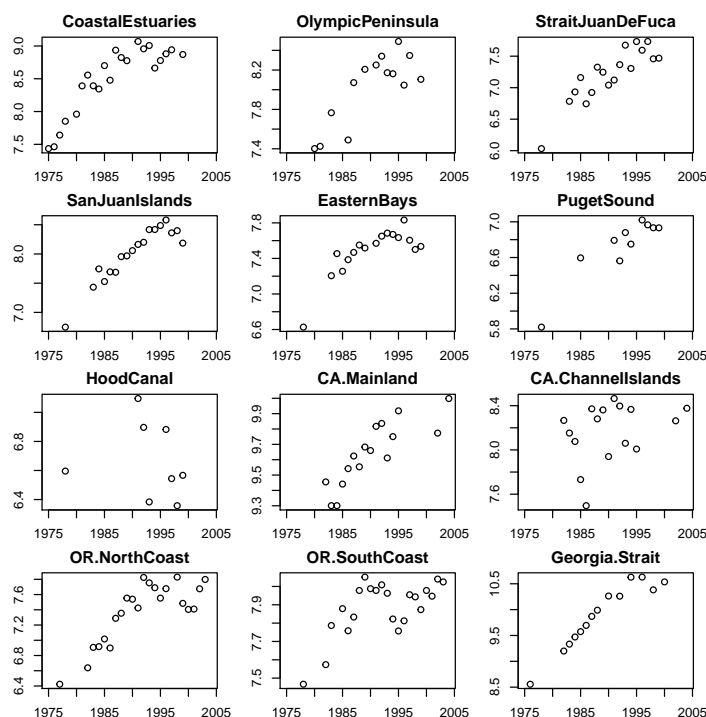 CoastalEstuaries OlympicPeninsula StraitJuanDeFuca
7.5 8.0 8.5 9.0
7.4 7.8 8.2
6.0 6.5 7.0 7.5
1975 1985 1995 2005 1975 1985 1995 2005 1975 1985 1995 2005
SanJuanIslands EasternBays PugetSound
7.0 8.0
6.6 7.0 7.4 7.8
5.8 6.2 6.6 7.0
1975 1985 1995 2005 1975 1985 1995 2005 1975 1985 1995 2005
HoodCanal CA.Mainland CA.ChannelIslands
6.4 6.8
9.3 9.5 9.7 9.9
7.6 8.0 8.4
1975 1985 1995 2005 1975 1985 1995 2005 1975 1985 1995 2005
OR.NorthCoast OR.SouthCoast Georgia.Strait
6.4 6.8 7.2 7.6
7.5 7.7 7.9
8.5 9.5 10.5
1975 1985 1995 2005 1975 1985 1995 2005 1975 1985 1995 2005